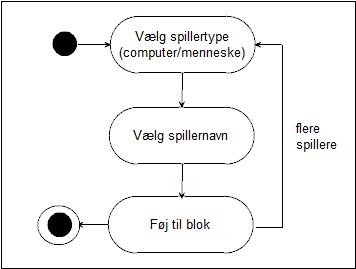 Vælg spillertype
(computer/menneske)
Vælg spillernavn
flere
spillere
Føj til blok